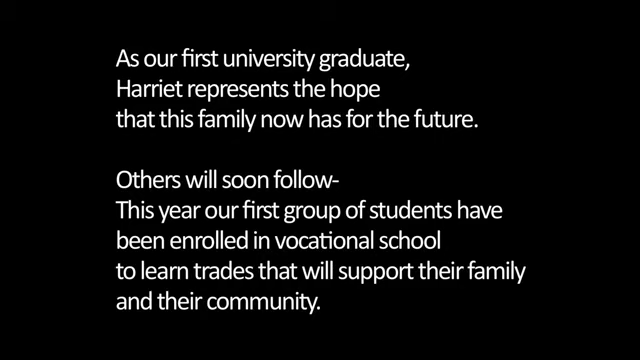 As our first university graduate,
Harriet represents the hope
that this family now has for the future.
Others will soon follow-
This year our first group of students have
been enrolled in vocational school
to learn trades that will support their family
and their community.